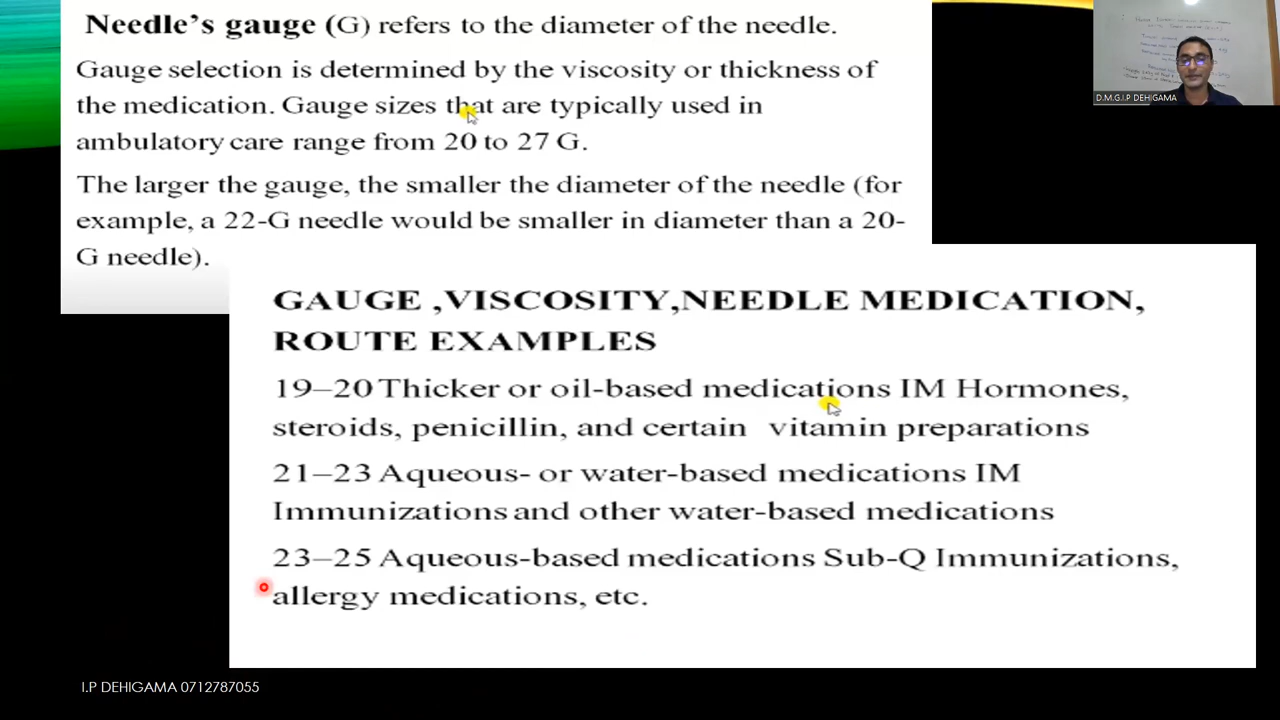 Needle’s gauge (G) refers to the diameter of the needle.
Gauge selection is determined by the viscosity or thickness of
the medication. Gauge sizes that are typically used in
ambulatory care range from 20 to 27 G.
The larger the gauge, the smaller the diameter of the needle (for
example, a 22-G needle would be smaller in diameter than a 20-
G needle).
D.M.G.I.P DEHIGAMA
GAUGE ,VISCOSITY,NEEDLE MEDICATION,
ROUTE EXAMPLES
19–20 Thicker or oil-based medications IM Hormones,
steroids, penicillin, and certain vitamin preparations
21–23 Aqueous- or water-based medications IM
Immunizations and other water-based medications
23–25 Aqueous-based medications Sub-Q Immunizations,
allergy medications, etc.
I.P DEHIGAMA 0712787055